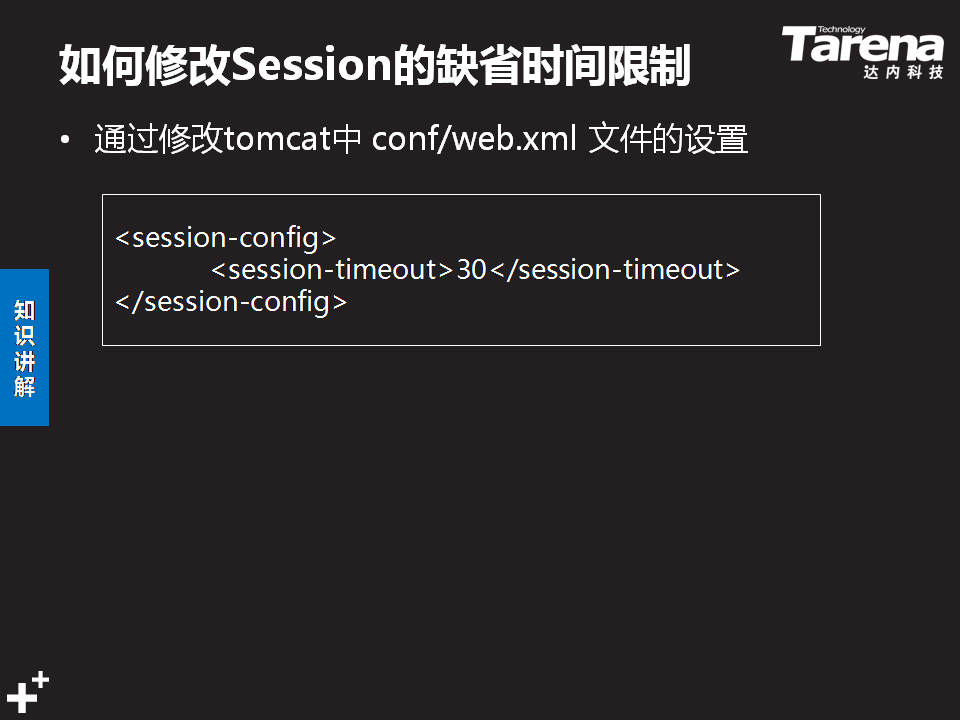 如何修改Session的缺省时间限制
Technology
Tarena
达内科技
• 通过修改tomcat中 conf/web.xml 文件的设置
<session-config>
<session-timeout>30</session-timeout>
</session-config>
知
识
讲
解